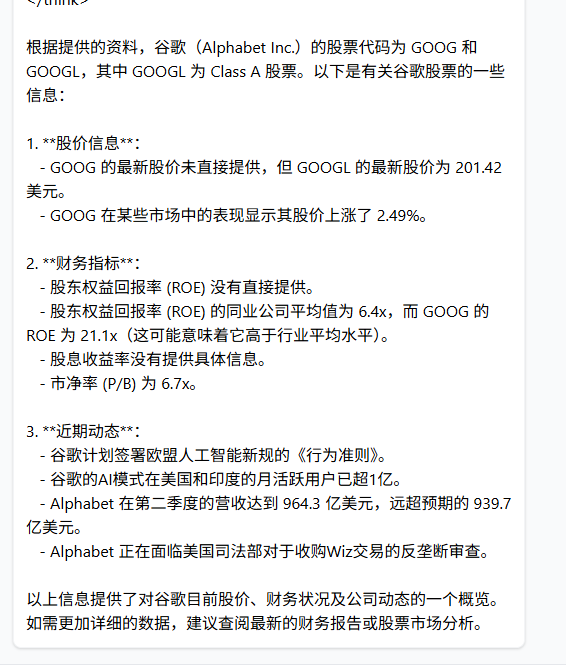 </think>
根据提供的资料，谷歌（Alphabet Inc.）的股票代码为 GOOG 和
GOOGL，其中 GOOGL 为 Class A 股票。以下是有关谷歌股票的一些
信息：
1. **股价信息**：
- GOOG 的最新股价未直接提供，但 GOOGL 的最新股价为 201.42
美元。
- GOOG 在某些市场中的表现显示其股价上涨了 2.49%。
2. **财务指标**：
- 股东权益回报率 (ROE) 没有直接提供。
- 股东权益回报率 (ROE) 的同业公司平均值为 6.4x，而 GOOG 的
ROE 为 21.1x（这可能意味着它高于行业平均水平）。
- 股息收益率没有提供具体信息。
- 市净率 (P/B) 为 6.7x。
3. **近期动态**：
- 谷歌计划签署欧盟人工智能新规的《行为准则》。
- 谷歌的AI模式在美国和印度的月活跃用户已超1亿。
- Alphabet 在第二季度的营收达到 964.3 亿美元，远超预期的 939.7
亿美元。
- Alphabet 正在面临美国司法部对于收购Wiz交易的反垄断审查。
以上信息提供了对谷歌目前股价、财务状况及公司动态的一个概览。
如需更加详细的数据，建议查阅最新的财务报告或股票市场分析。